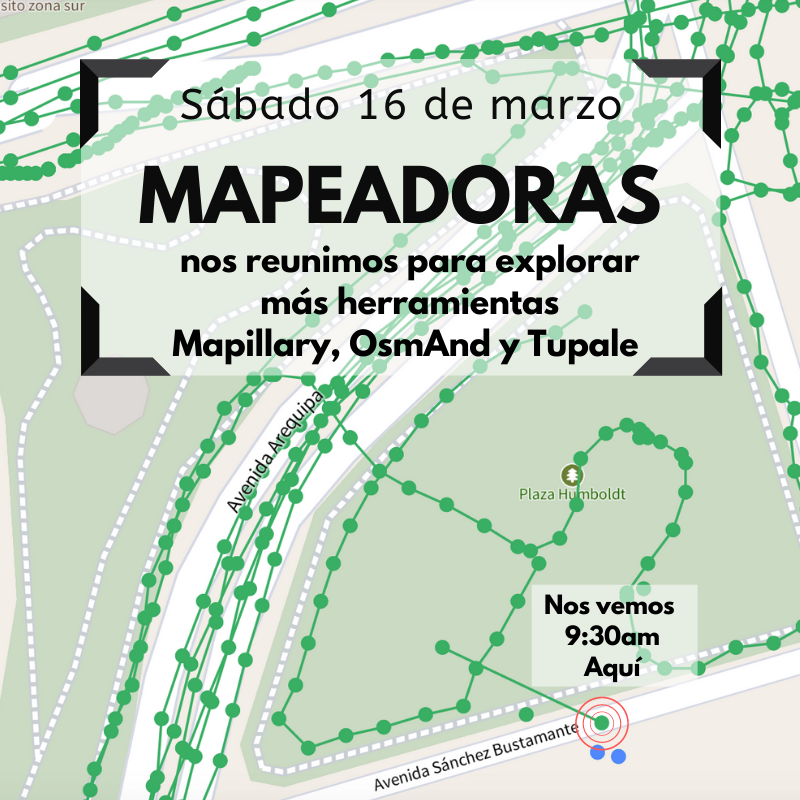 sito zona sur
Sábado 16 de marzo
MAPEADORAS
nos reunimos para explorar
más herramientas
Mapillary, OsmAnd y Tupale
Avenida Arequipa
Plaza Humboldt
Nos vemos
9:30am
Aquí
Avenida Sánchez Bustamante